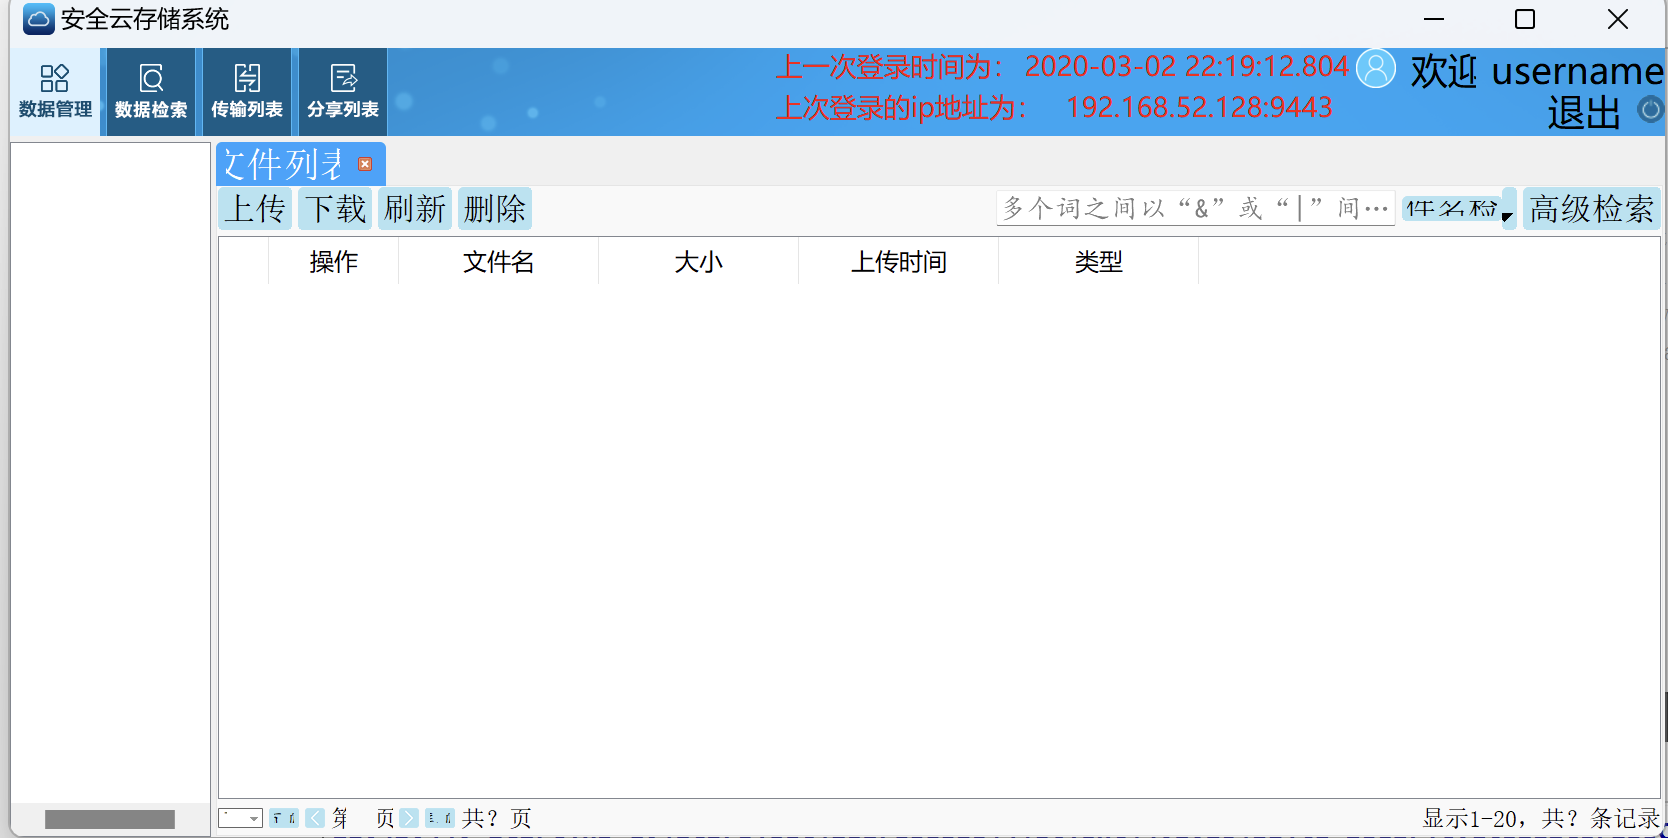 安全云存储系统
数据管理 数据检索 传输列表 分享列表
上一次登录时间为： 2020-03-02 22:19:12.804
欢迎 username
上次登录的ip地址为： 192.168.52.128:9443
退出
文件列表
上传 下载 刷新 删除
多个词之间以“&”或“|”间…
件名检
高级检索
操作 文件名 大小 上传时间 类型
第 页 共? 页
显示1-20，共? 条记录